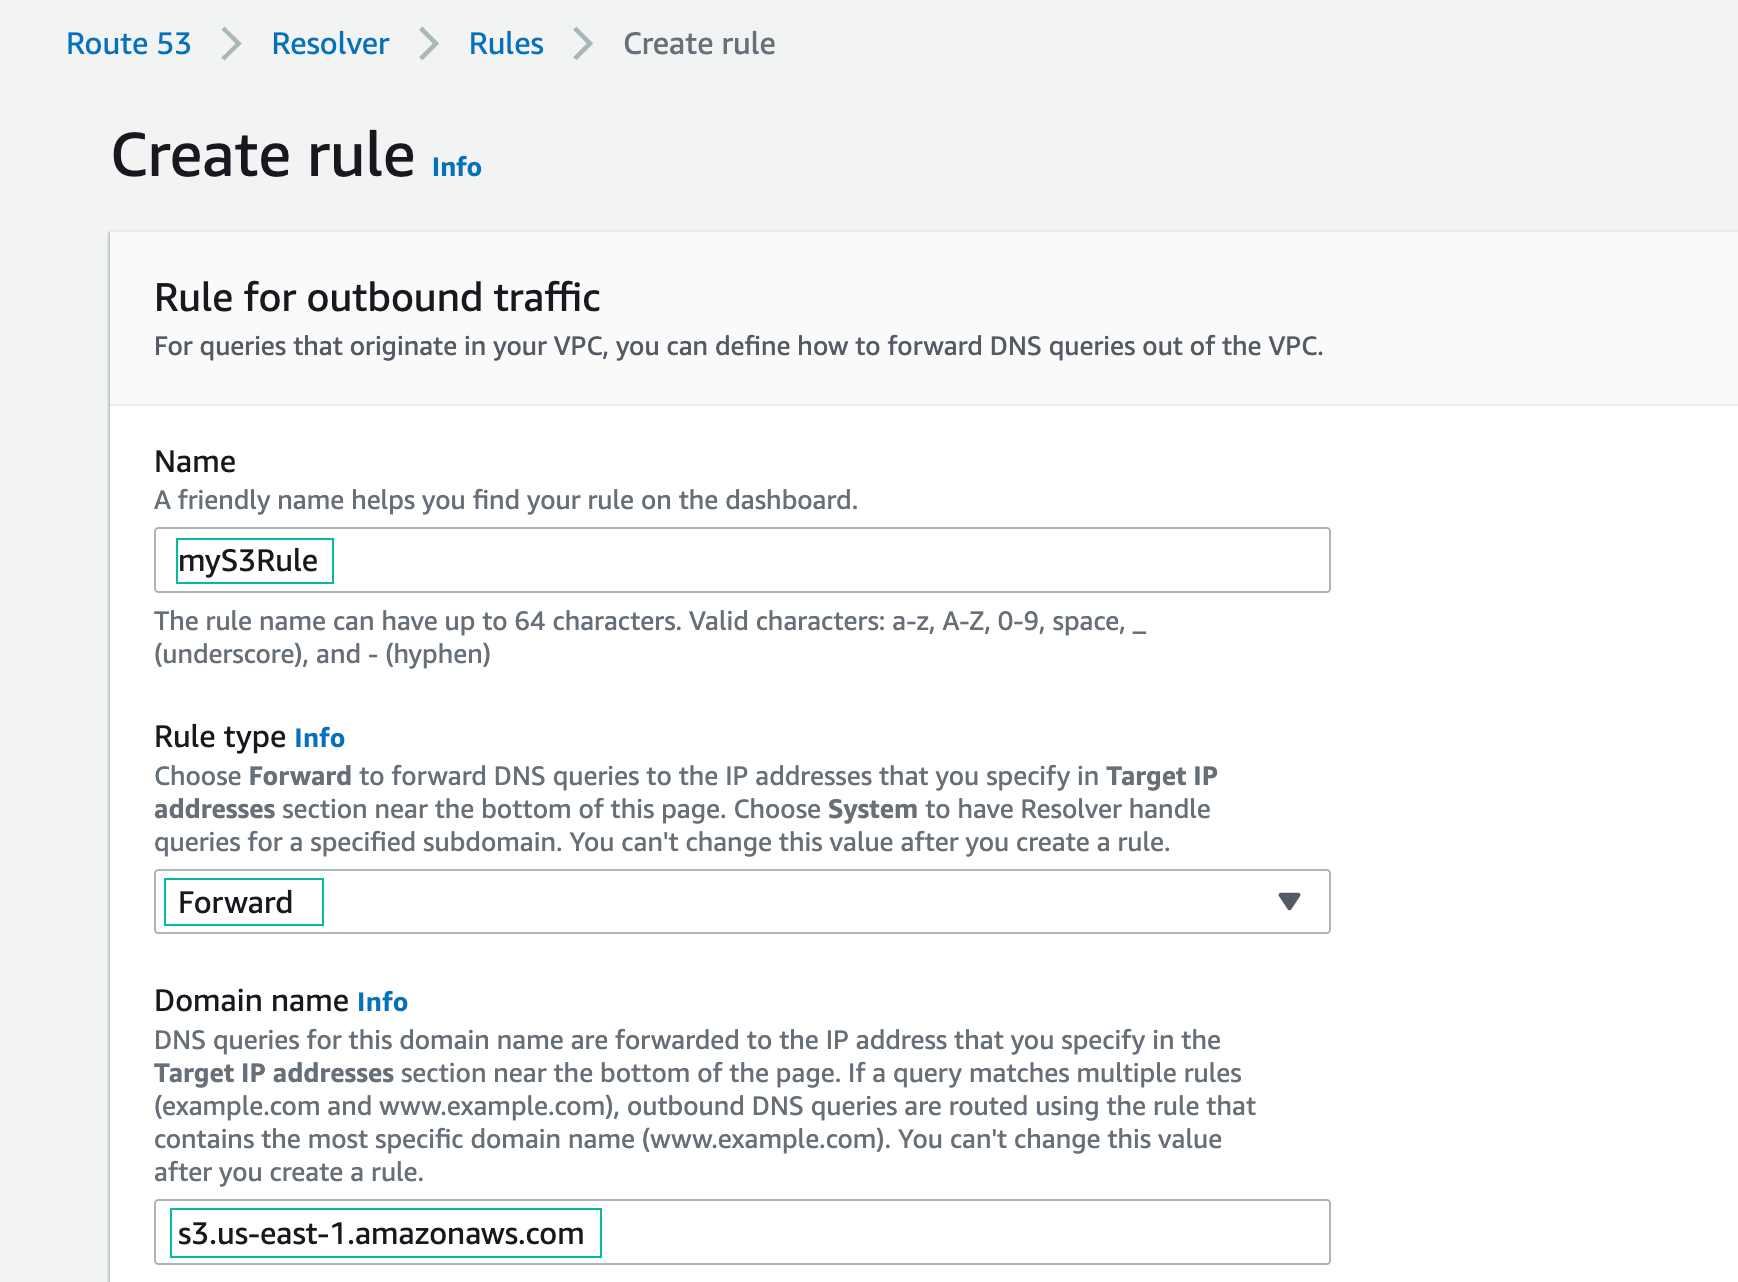 Route 53 > Resolver > Rules > Create rule
Create rule Info
Rule for outbound traffic
For queries that originate in your VPC, you can define how to forward DNS queries out of the VPC.
Name
A friendly name helps you find your rule on the dashboard.
myS3Rule
The rule name can have up to 64 characters. Valid characters: a-z, A-Z, 0-9, space, _
(underscore), and - (hyphen)
Rule type Info
Choose Forward to forward DNS queries to the IP addresses that you specify in Target IP
addresses section near the bottom of this page. Choose System to have Resolver handle
queries for a specified subdomain. You can't change this value after you create a rule.
Forward
Domain name Info
DNS queries for this domain name are forwarded to the IP address that you specify in the
Target IP addresses section near the bottom of the page. If a query matches multiple rules
(example.com and www.example.com), outbound DNS queries are routed using the rule that
contains the most specific domain name (www.example.com). You can't change this value
after you create a rule.
s3.us-east-1.amazonaws.com